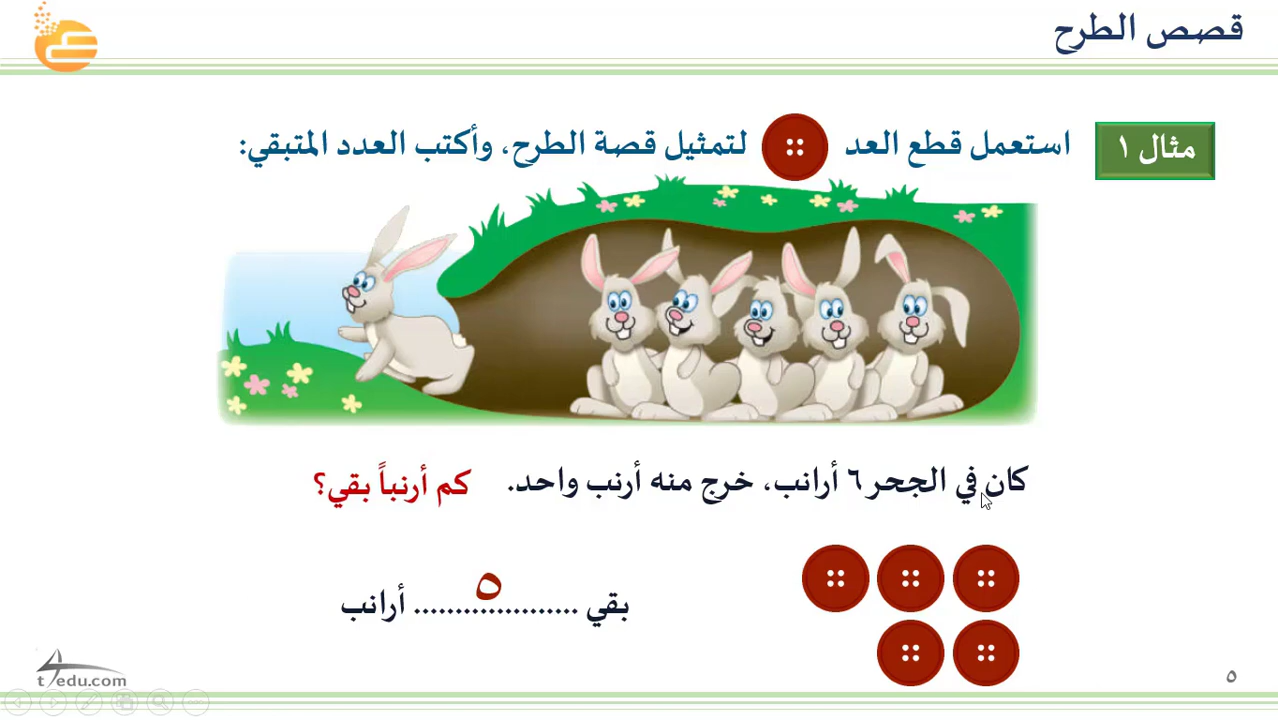 قصص الطرح
مثال ١
استعمل قطع العد لتمثيل قصة الطرح، وأكتب العدد المتبقي:
كان في الجحر ٦ أرانب، خرج منه أرنب واحد. كم أرنباً بقي؟
بقي .................... أرانب
٥
t4edu.com
٥